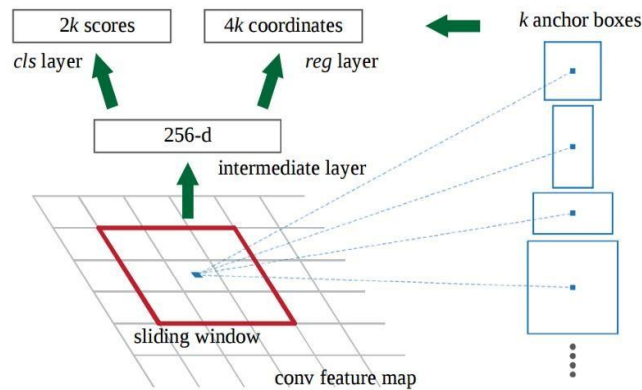 2k scores
4k coordinates
k anchor boxes
cls layer
reg layer
256-d
intermediate layer
sliding window
conv feature map